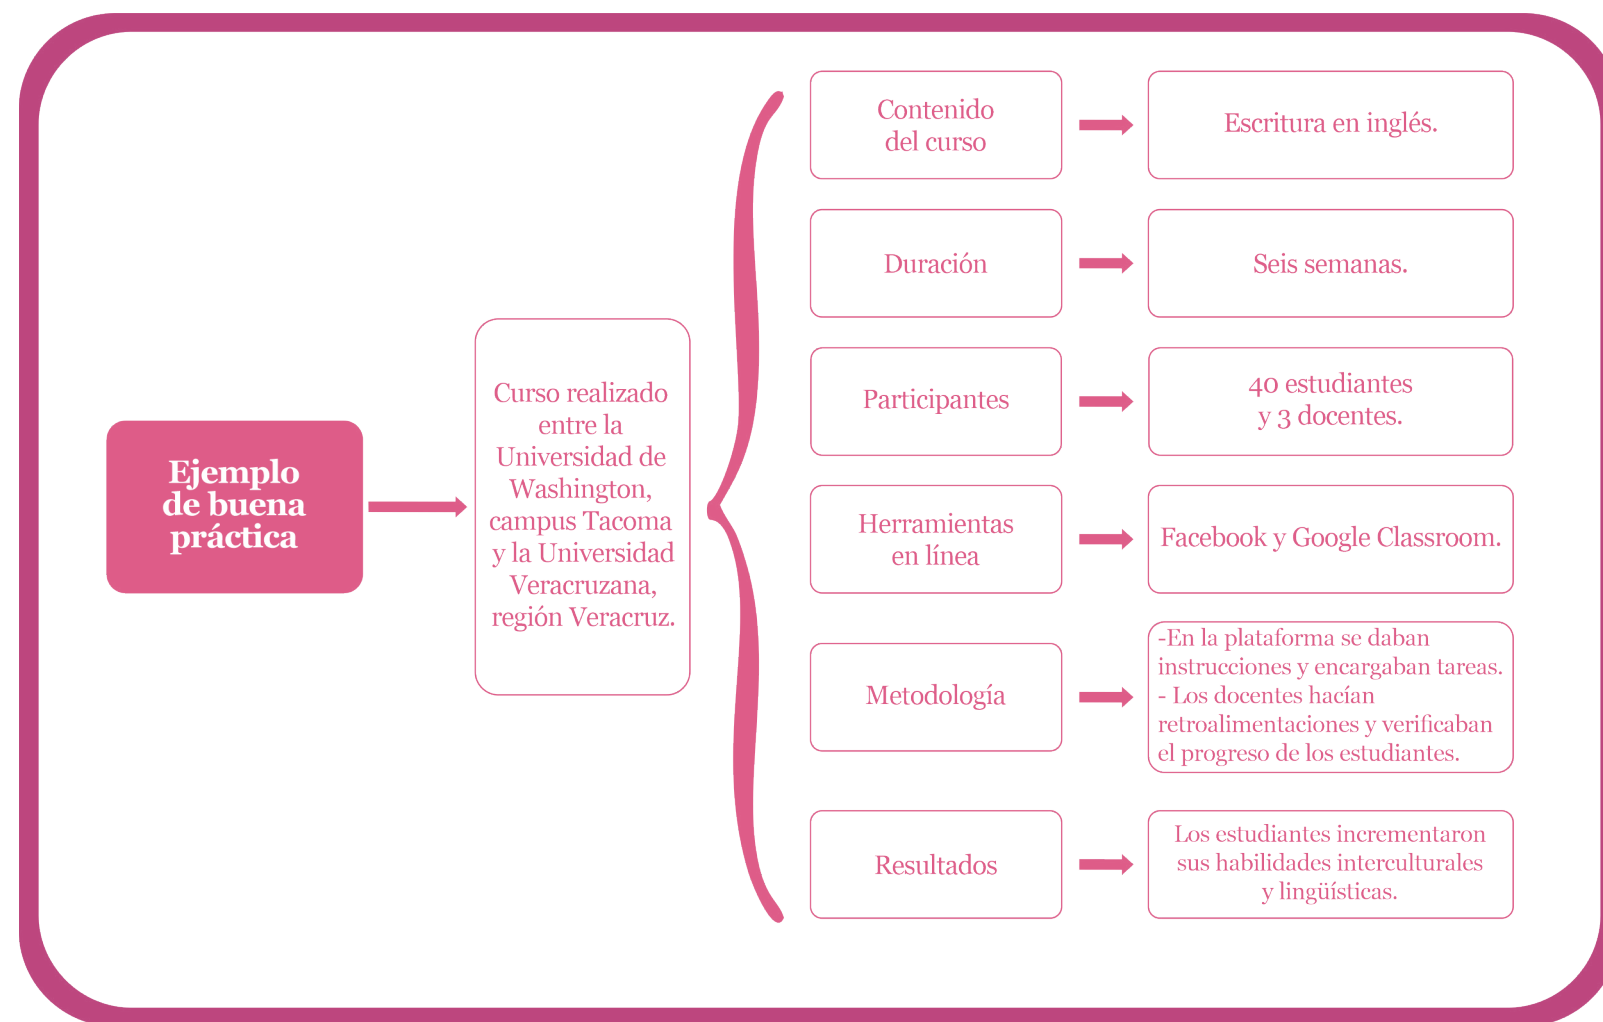 Ejemplo
de buena
práctica
Curso realizado
entre la
Universidad de
Washington,
campus Tacoma
y la Universidad
Veracruzana,
región Veracruz.
Contenido
del curso
Escritura en inglés.
Duración
Seis semanas.
Participantes
40 estudiantes
y 3 docentes.
Herramientas
en línea
Facebook y Google Classroom.
Metodología
-En la plataforma se daban
instrucciones y encargaban tareas.
- Los docentes hacían
retroalimentaciones y verificaban
el progreso de los estudiantes.
Resultados
Los estudiantes incrementaron
sus habilidades interculturales
y lingüísticas.